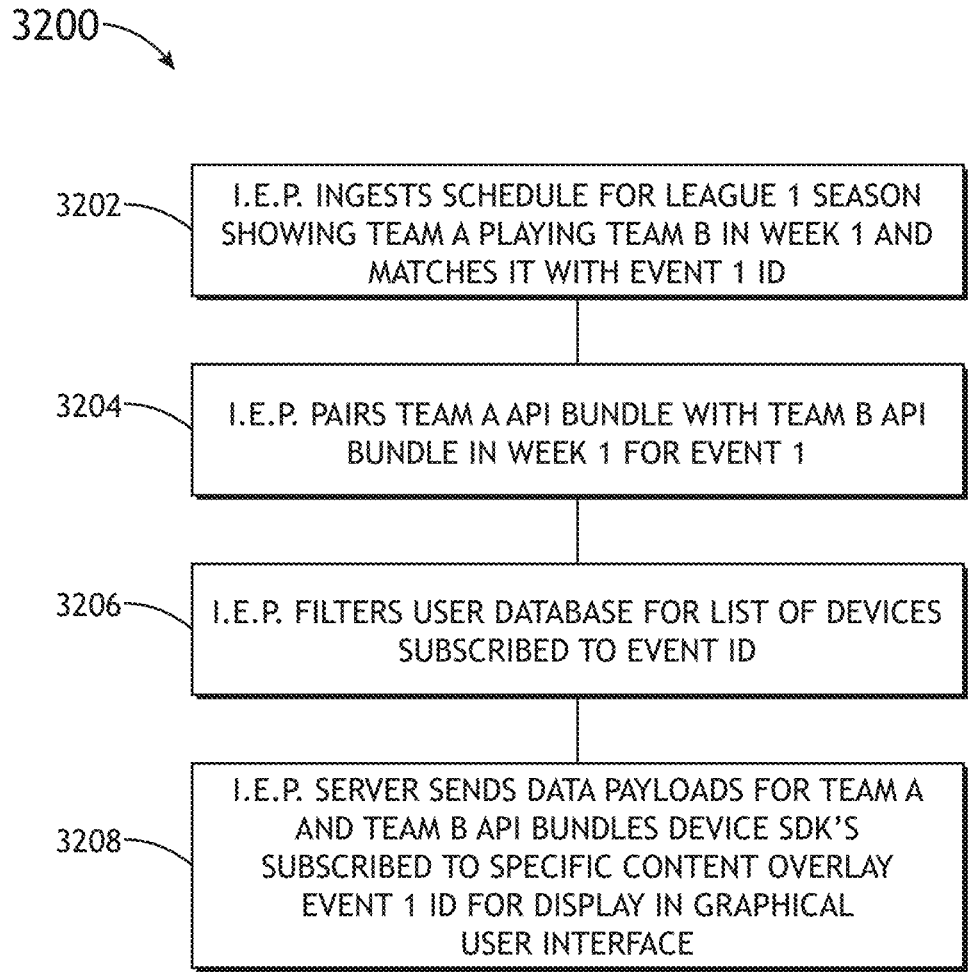 3200
3202
I.E.P. INGESTS SCHEDULE FOR LEAGUE 1 SEASON
SHOWING TEAM A PLAYING TEAM B IN WEEK 1 AND
MATCHES IT WITH EVENT 1 ID
3204
I.E.P. PAIRS TEAM A API BUNDLE WITH TEAM B API
BUNDLE IN WEEK 1 FOR EVENT 1
3206
I.E.P. FILTERS USER DATABASE FOR LIST OF DEVICES
SUBSCRIBED TO EVENT ID
3208
I.E.P. SERVER SENDS DATA PAYLOADS FOR TEAM A
AND TEAM B API BUNDLES DEVICE SDK'S
SUBSCRIBED TO SPECIFIC CONTENT OVERLAY
EVENT 1 ID FOR DISPLAY IN GRAPHICAL
USER INTERFACE